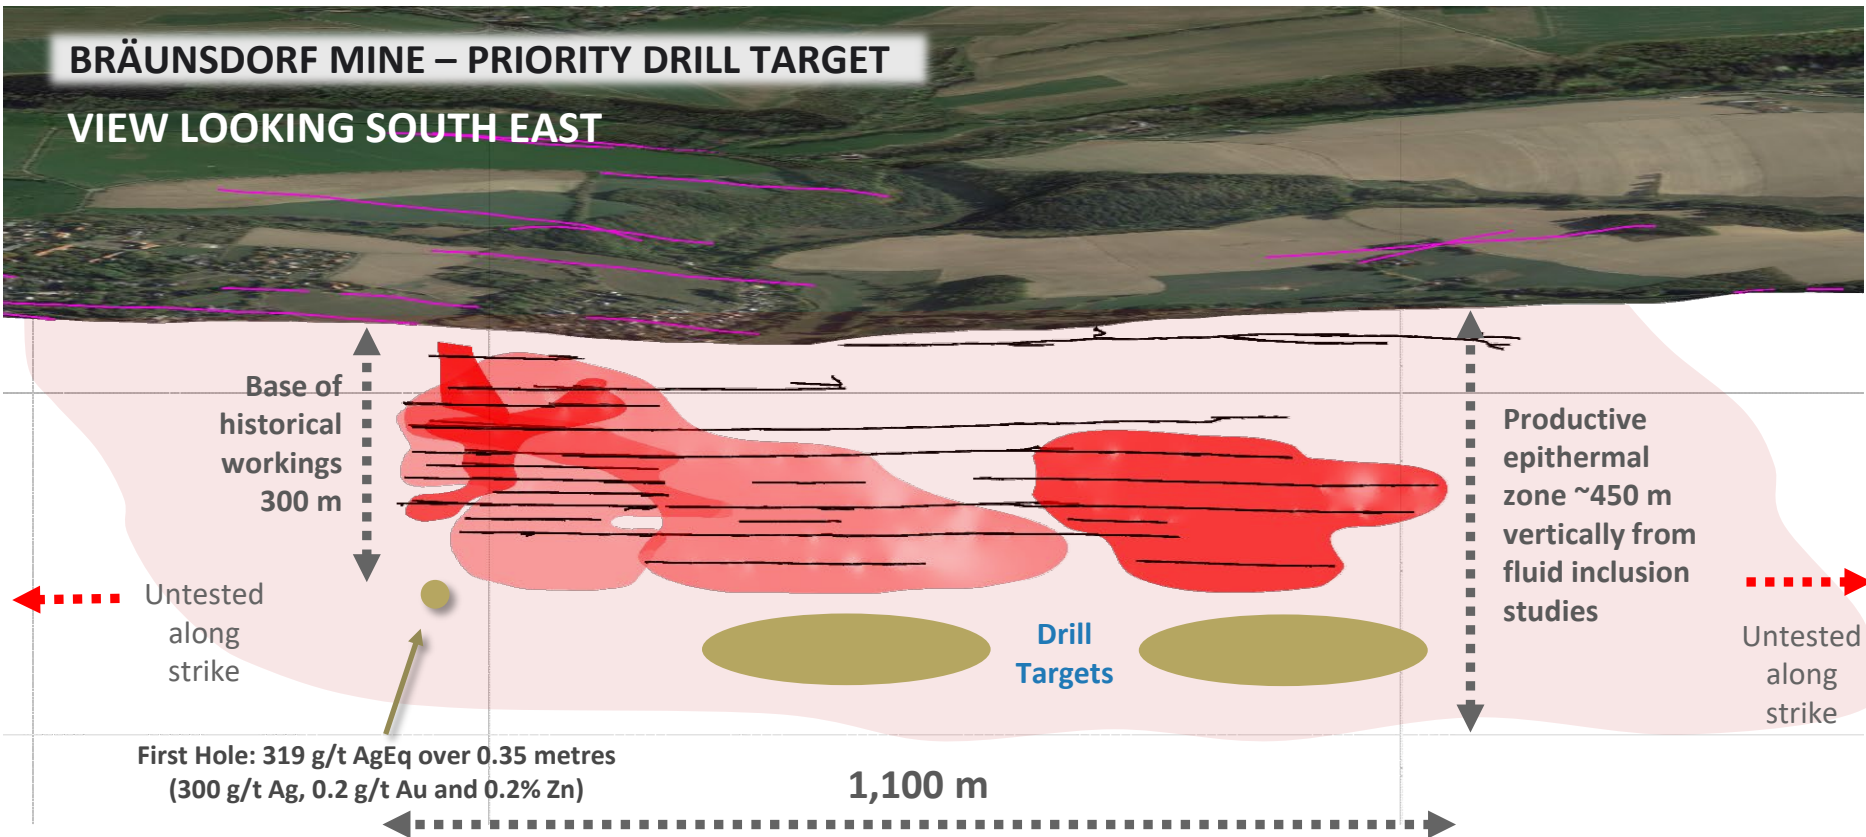 BRÄUNSDORF MINE – PRIORITY DRILL TARGET
VIEW LOOKING SOUTH EAST
Base of
historical
workings
300 m
Productive
epithermal
zone ~450 m
vertically from
fluid inclusion
studies
Untested
along
strike
Drill
Targets
Untested
along
strike
First Hole: 319 g/t AgEq over 0.35 metres
(300 g/t Ag, 0.2 g/t Au and 0.2% Zn)
1,100 m